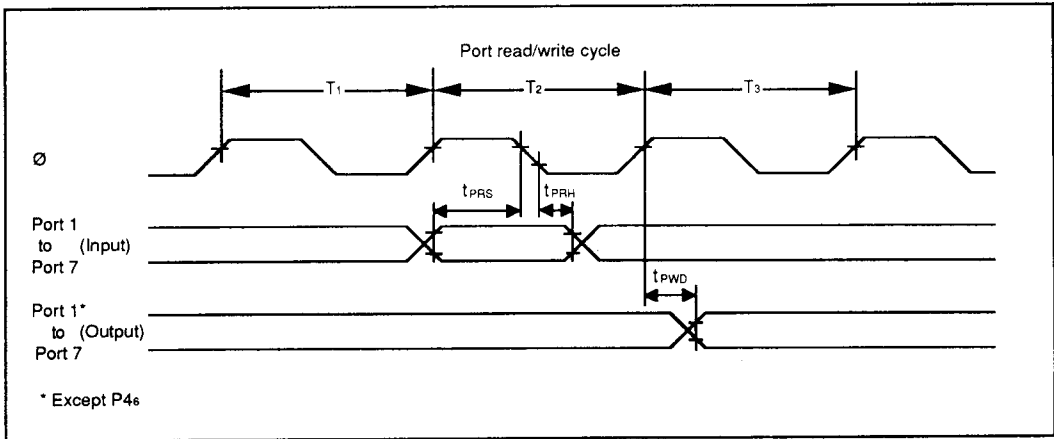 Port read/write cycle
T1 T2 T3
Ø
tPRS tPRH
Port 1
to (Input)
Port 7
tPWD
Port 1*
to (Output)
Port 7
* Except P46